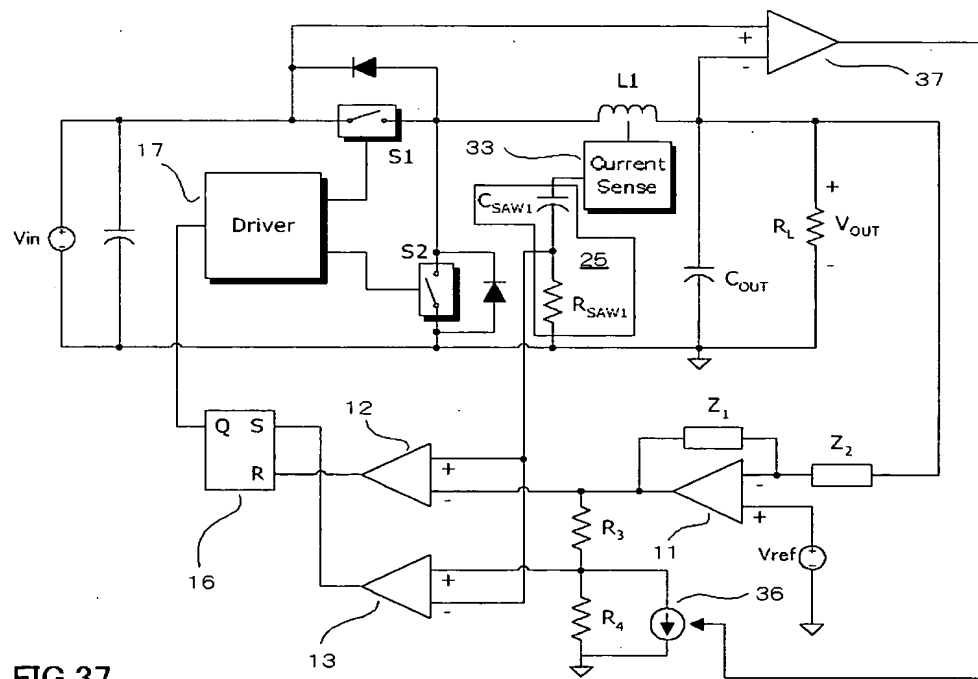 +
-
37
L1
33
Current
Sense
S1
17
Driver
Vin
S2
C_SAW1
25
R_SAW1
+
R_L
V_OUT
-
C_OUT
12
Z_1
Z_2
Q
S
R
+
-
-
+
11
R_3
Vref
16
+
-
13
R_4
36
FIG 37